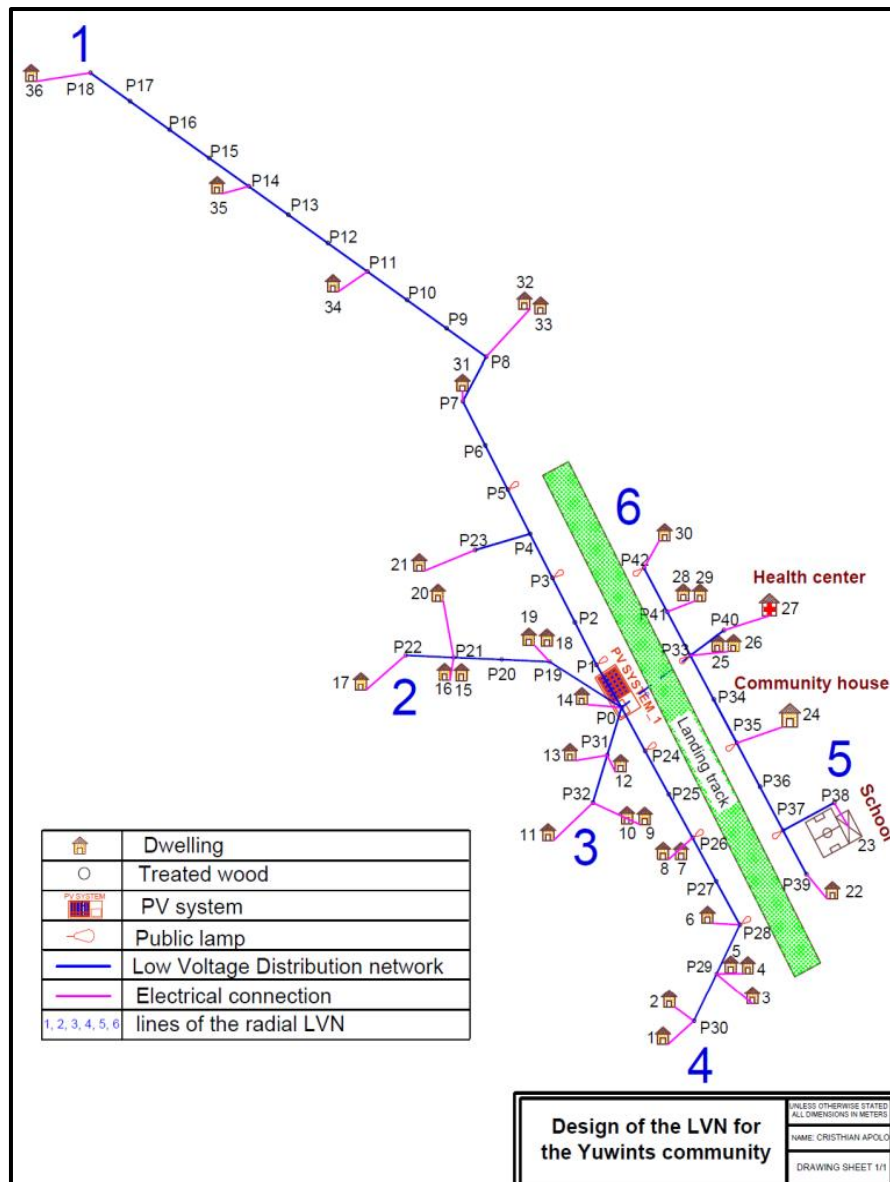 1
36
P18
P17
P16
P15
35
P14
P13
P12
P11
34
P10
P9
32
33
P8
31
P7
P6
P5
6
P4
P23
21
P3
20
P2
19
18
P1
P22
P21
P20
P19
17
16
15
2
14
P0
PV SYSTEM_1
Landing track
P42
30
28
29
P41
Health center
27
P40
P33
25
26
Community house
P34
24
P35
P36
5
P37
P38
School
23
P39
22
13
P31
12
P32
11
10
9
3
P24
P25
P26
8
7
P27
6
P28
5
P29
4
3
2
P30
1
4
Dwelling
Treated wood
PV SYSTEM
PV system
Public lamp
Low Voltage Distribution network
Electrical connection
1, 2, 3, 4, 5, 6
lines of the radial LVN
Design of the LVN for
the Yuwints community
UNLESS OTHERWISE STATED
ALL DIMENSIONS IN METERS
NAME: CRISTHIAN APOLO
DRAWING SHEET 1/1